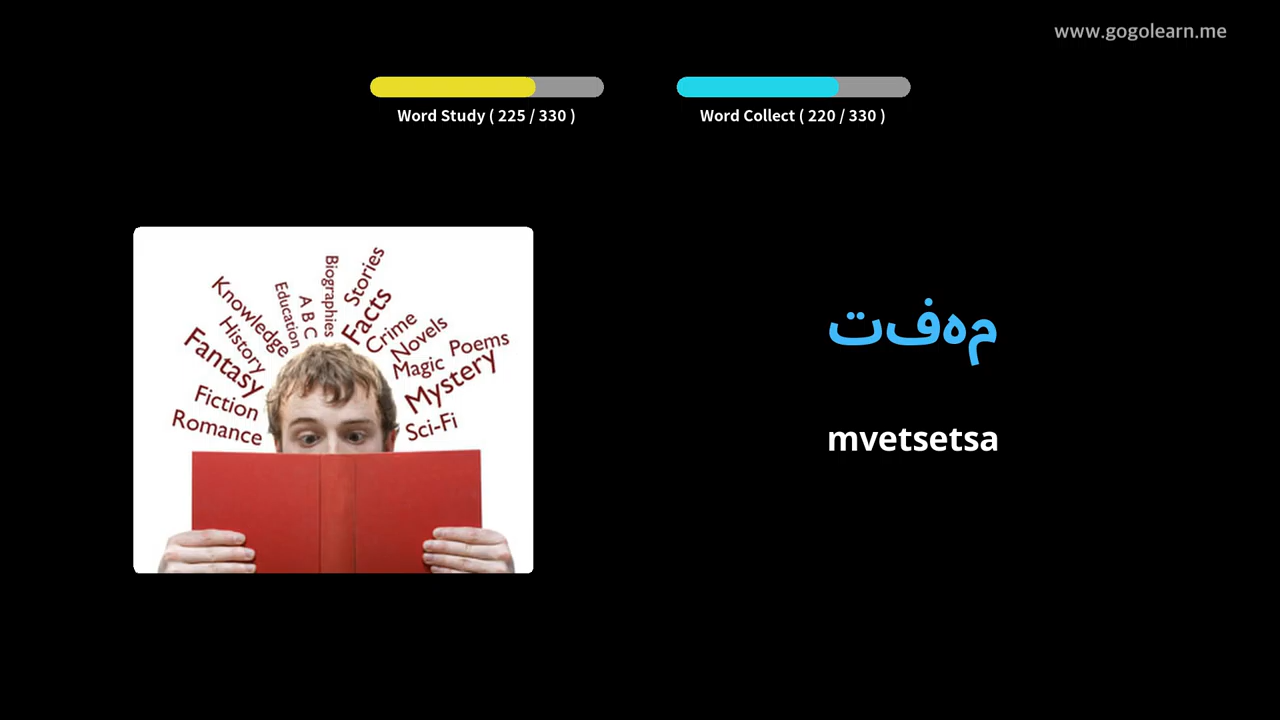 www.gogolearn.me
Word Study ( 225 / 330 )
Word Collect ( 220 / 330 )
Knowledge
History
Fantasy
Fiction
Romance
Education
A B C
Biographies
Stories
Facts
Crime
Novels
Magic
Poems
Mystery
Sci-Fi
مهفت
mvetsetsa